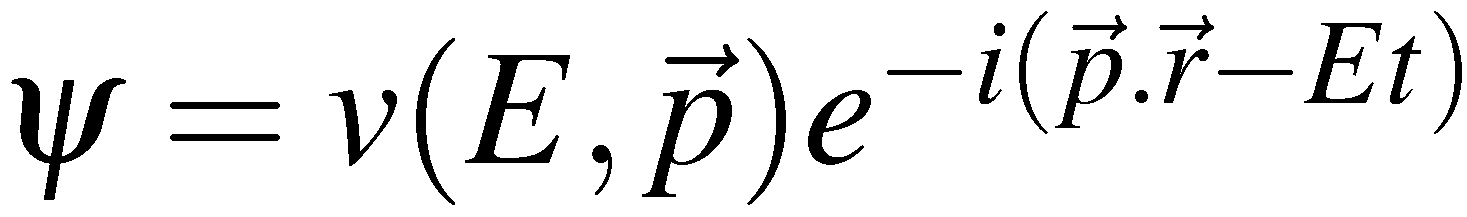 ψ = v(E, p⃗)e^{−i(p⃗.r⃗−Et)}